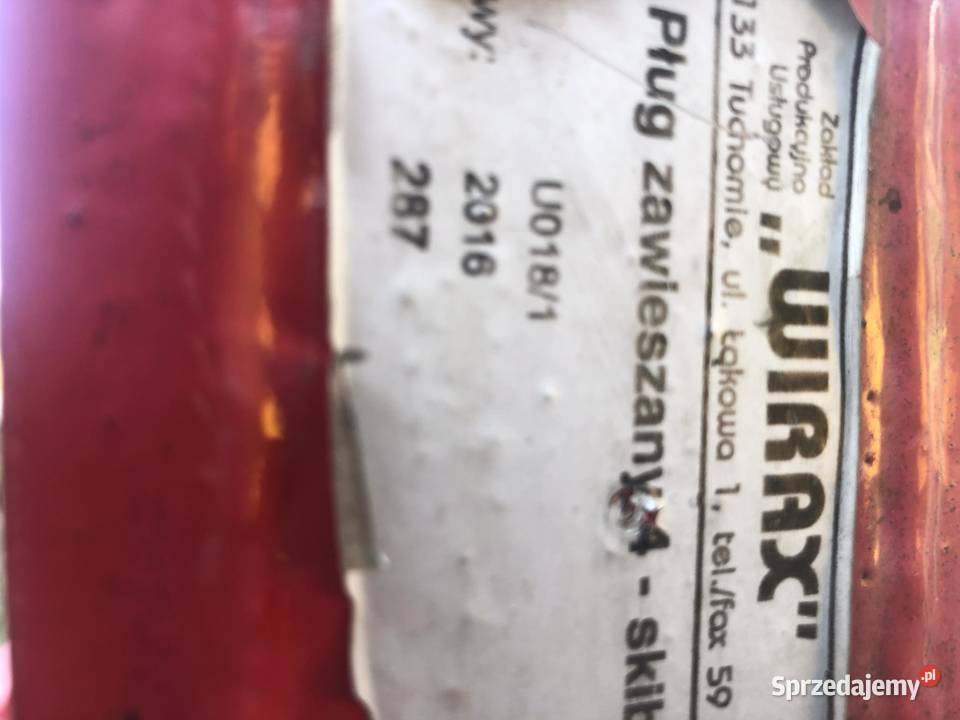 Zakład
Produkcyjno
Usługowy "WIRAX"
133 Tuchomie, ul. Łąkowa 1, tel./fax 59
Pług zawieszany 4 - skib
U018/1
2016
wy: 287
Sprzedajemy.pl